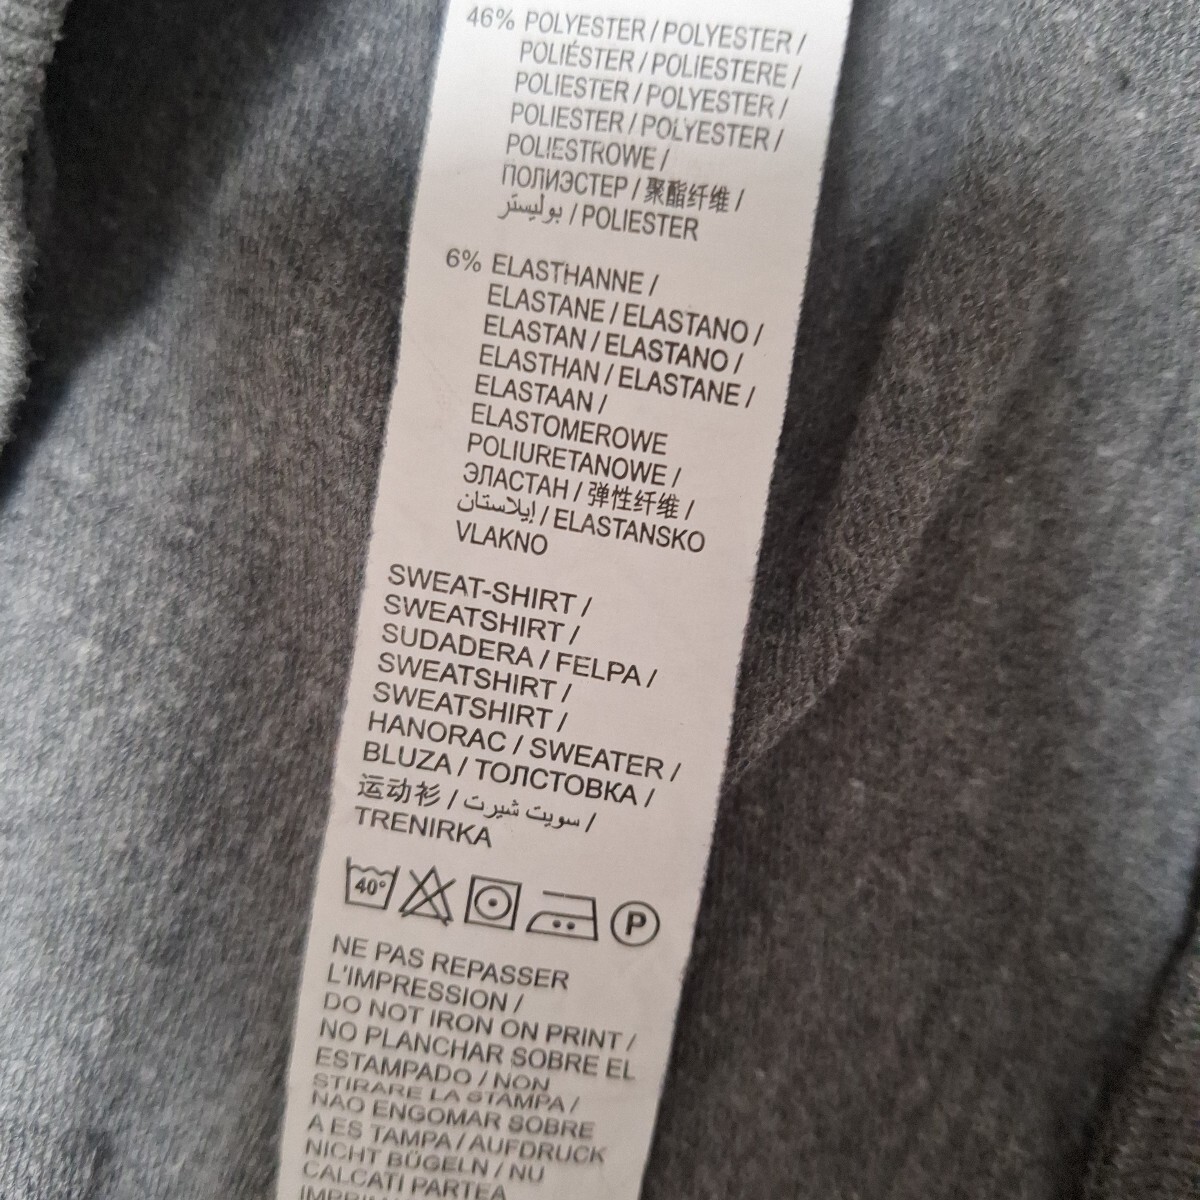 46% POLYESTER / POLYESTER /
POLIÉSTER / POLIESTERE /
POLIESTER / POLYESTER /
POLIESTER / POLYESTER /
POLIESTROWE /
ПОЛИЭСТЕР / 聚酯纤维 /
بوليستر / POLIESTER
6% ELASTHANNE /
ELASTANE / ELASTANO /
ELASTAN / ELASTANO /
ELASTHAN / ELASTANE /
ELASTAAN /
ELASTOMEROWE
POLIURETANOWE /
ЭЛАСТАН / 弹性纤维 /
إيلاستان / ELASTANSKO
VLAKNO
SWEAT-SHIRT /
SWEATSHIRT /
SUDADERA / FELPA /
SWEATSHIRT /
SWEATSHIRT /
HANORAC / SWEATER /
BLUZA / ТОЛСТОВКА /
运动衫 / سويت شيرت /
TRENIRKA
40° P
NE PAS REPASSER
L'IMPRESSION /
DO NOT IRON ON PRINT /
NO PLANCHAR SOBRE EL
ESTAMPADO / NON
STIRARE LA STAMPA /
NAO ENGOMAR SOBRE
A ES TAMPA / AUFDRUCK
NICHT BÜGELN / NU
CALCATI PARTEA